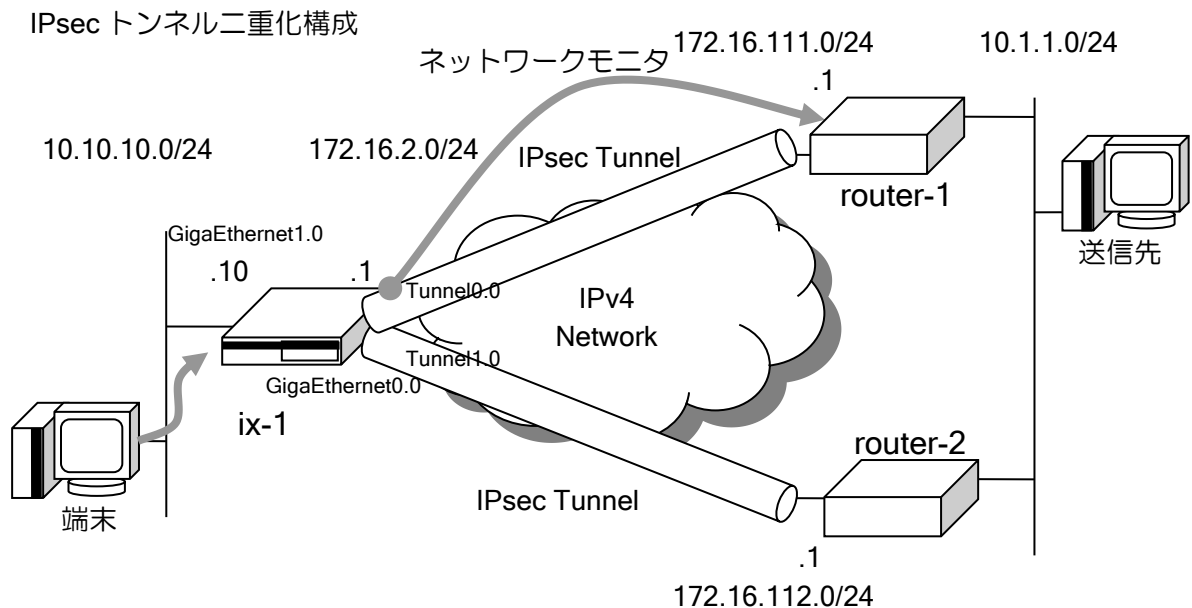 IPsec トンネル二重化構成
172.16.111.0/24
10.1.1.0/24
ネットワークモニタ
.1
10.10.10.0/24
172.16.2.0/24
IPsec Tunnel
router-1
GigaEthernet1.0
送信先
.10
.1
Tunnel0.0
IPv4
Network
Tunnel1.0
GigaEthernet0.0
ix-1
router-2
IPsec Tunnel
端末
.1
172.16.112.0/24